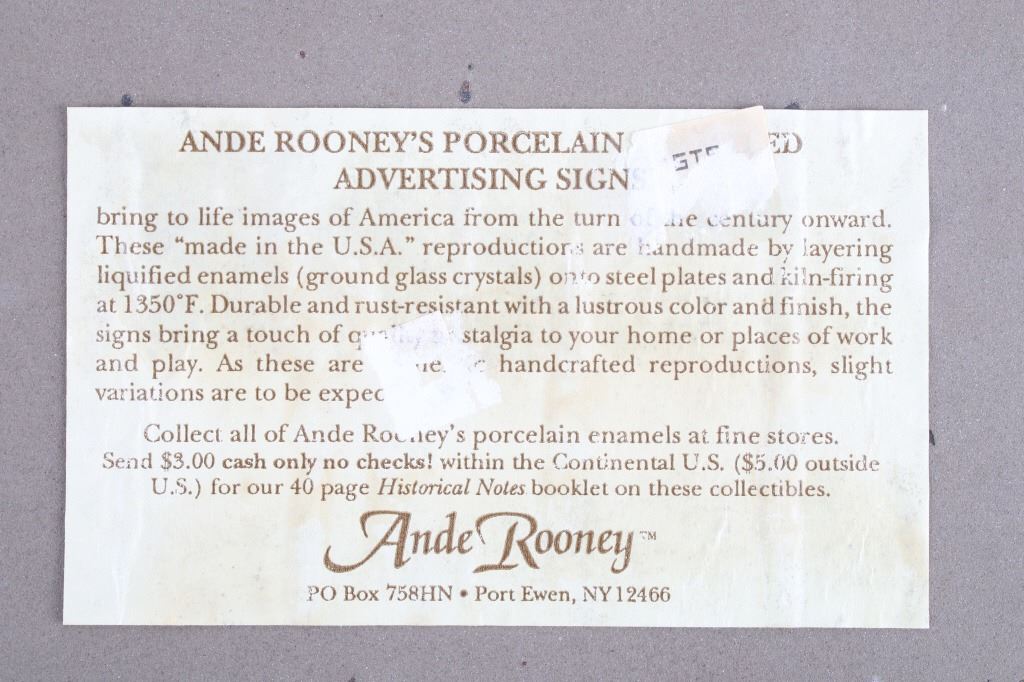 ANDE ROONEY'S PORCELAIN
ADVERTISING SIGNS
bring to life images of America from the turn of the century onward.
These "made in the U.S.A." reproductions are handmade by layering
liquified enamels (ground glass crystals) onto steel plates and kiln-firing
at 1350°F. Durable and rust-resistant with a lustrous color and finish, the
signs bring a touch of quality stalgia to your home or places of work
and play. As these are handcrafted reproductions, slight
variations are to be expec
Collect all of Ande Rooney's porcelain enamels at fine stores.
Send $3.00 cash only no checks! within the Continental U.S. ($5.00 outside
U.S.) for our 40 page Historical Notes booklet on these collectibles.
Ande Rooney™
PO Box 758HN • Port Ewen, NY 12466